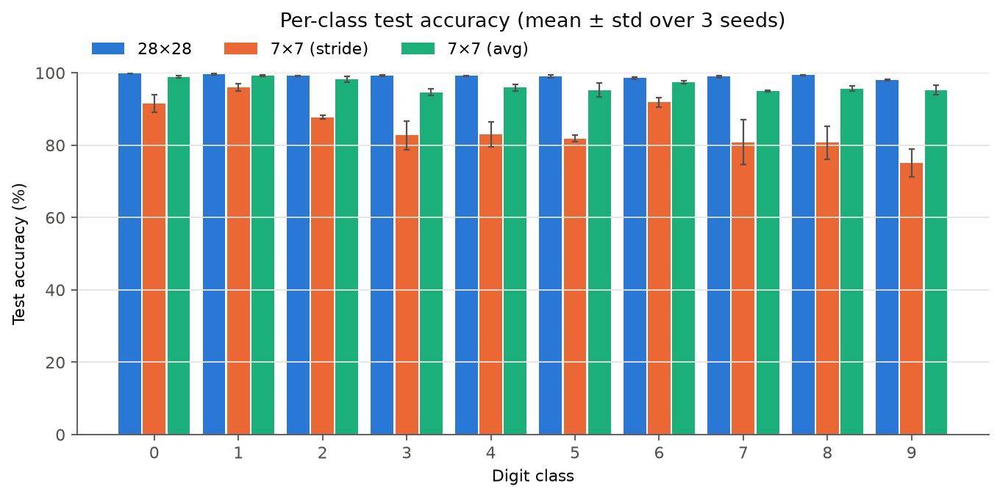 Per-class test accuracy (mean ± std over 3 seeds)
28×28 7×7 (stride) 7×7 (avg)
100
80
60
40
20
0
Test accuracy (%)
0 1 2 3 4 5 6 7 8 9
Digit class